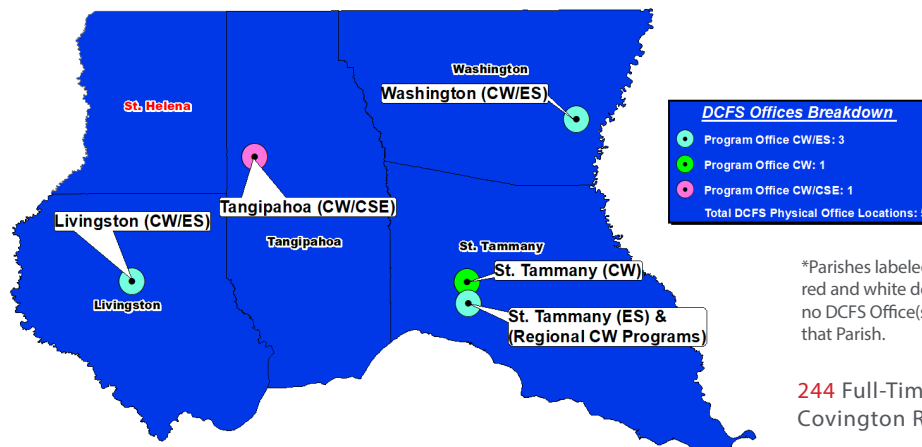 Washington
Washington (CW/ES)
St. Helena
Tangipahoa (CW/CSE)
Livingston (CW/ES)
Tangipahoa
St. Tammany
St. Tammany (CW)
Livingston
St. Tammany (ES) &
(Regional CW Programs)
DCFS Offices Breakdown
Program Office CW/ES: 3
Program Office CW: 1
Program Office CW/CSE: 1
Total DCFS Physical Office Locations:
*Parishes labeled
red and white de
no DCFS Office(s
that Parish.
244 Full-Tim
Covington R